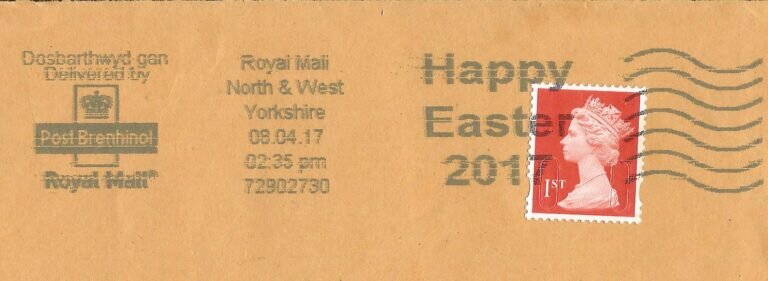 Dosbarthwyd gan
Delivered by
Post Brenhinol
Royal Mail®
Royal Mail
North & West
Yorkshire
08.04.17
02:35 pm
72902730
Happy
Easter
2017
1ST